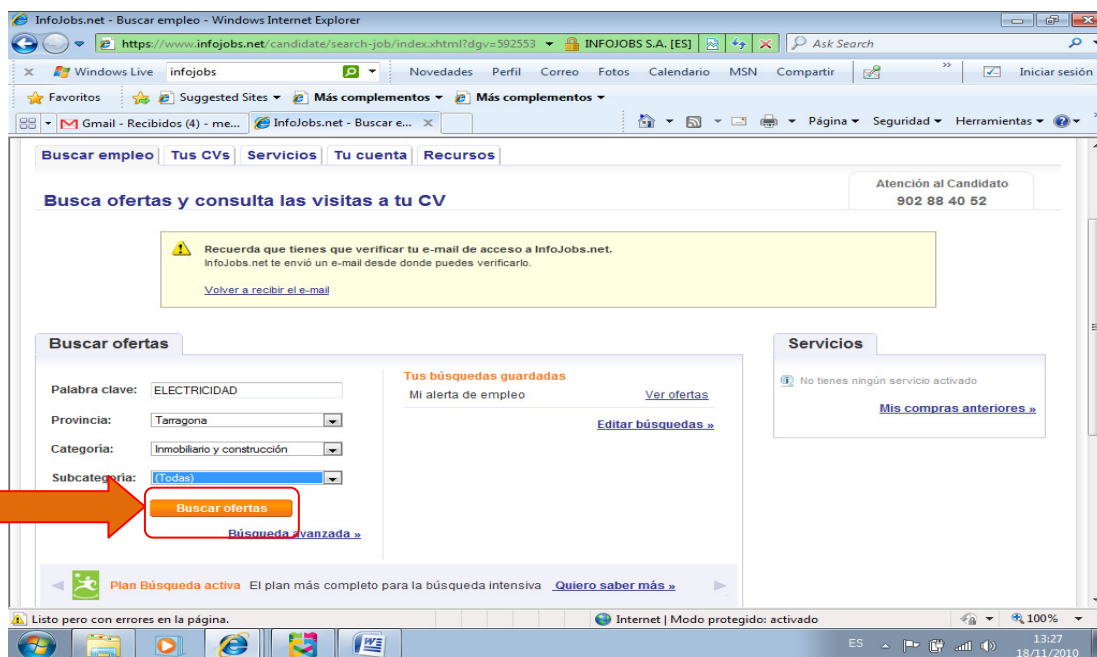 InfoJobs.net - Buscar empleo - Windows Internet Explorer
https://www.infojobs.net/candidate/search-job/index.xhtml?dgv=592553 INFOJOBS S.A. [ES] Ask Search
x Windows Live infojobs Novedades Perfil Correo Fotos Calendario MSN Compartir » Iniciar sesión
Favoritos Suggested Sites Más complementos Más complementos
Gmail - Recibidos (4) - me... InfoJobs.net - Buscar e... x Página Seguridad Herramientas »
Buscar empleo Tus CVs Servicios Tu cuenta Recursos
Atención al Candidato
902 88 40 52
Busca ofertas y consulta las visitas a tu CV
Recuerda que tienes que verificar tu e-mail de acceso a InfoJobs.net.
InfoJobs.net te envió un e-mail desde donde puedes verificarlo.
Volver a recibir el e-mail
Buscar ofertas
Palabra clave: ELECTRICIDAD
Provincia: Tarragona
Categoría: Inmobiliario y construcción
Subcategoría: (Todas)
Buscar ofertas
Búsqueda avanzada »
Tus búsquedas guardadas
Mi alerta de empleo Ver ofertas
Editar búsquedas »
Servicios
No tienes ningún servicio activado
Mis compras anteriores »
Plan Búsqueda activa El plan más completo para la búsqueda intensiva Quiero saber más »
Listo pero con errores en la página. Internet | Modo protegido: activado 100%
ES 13:27
18/11/2010